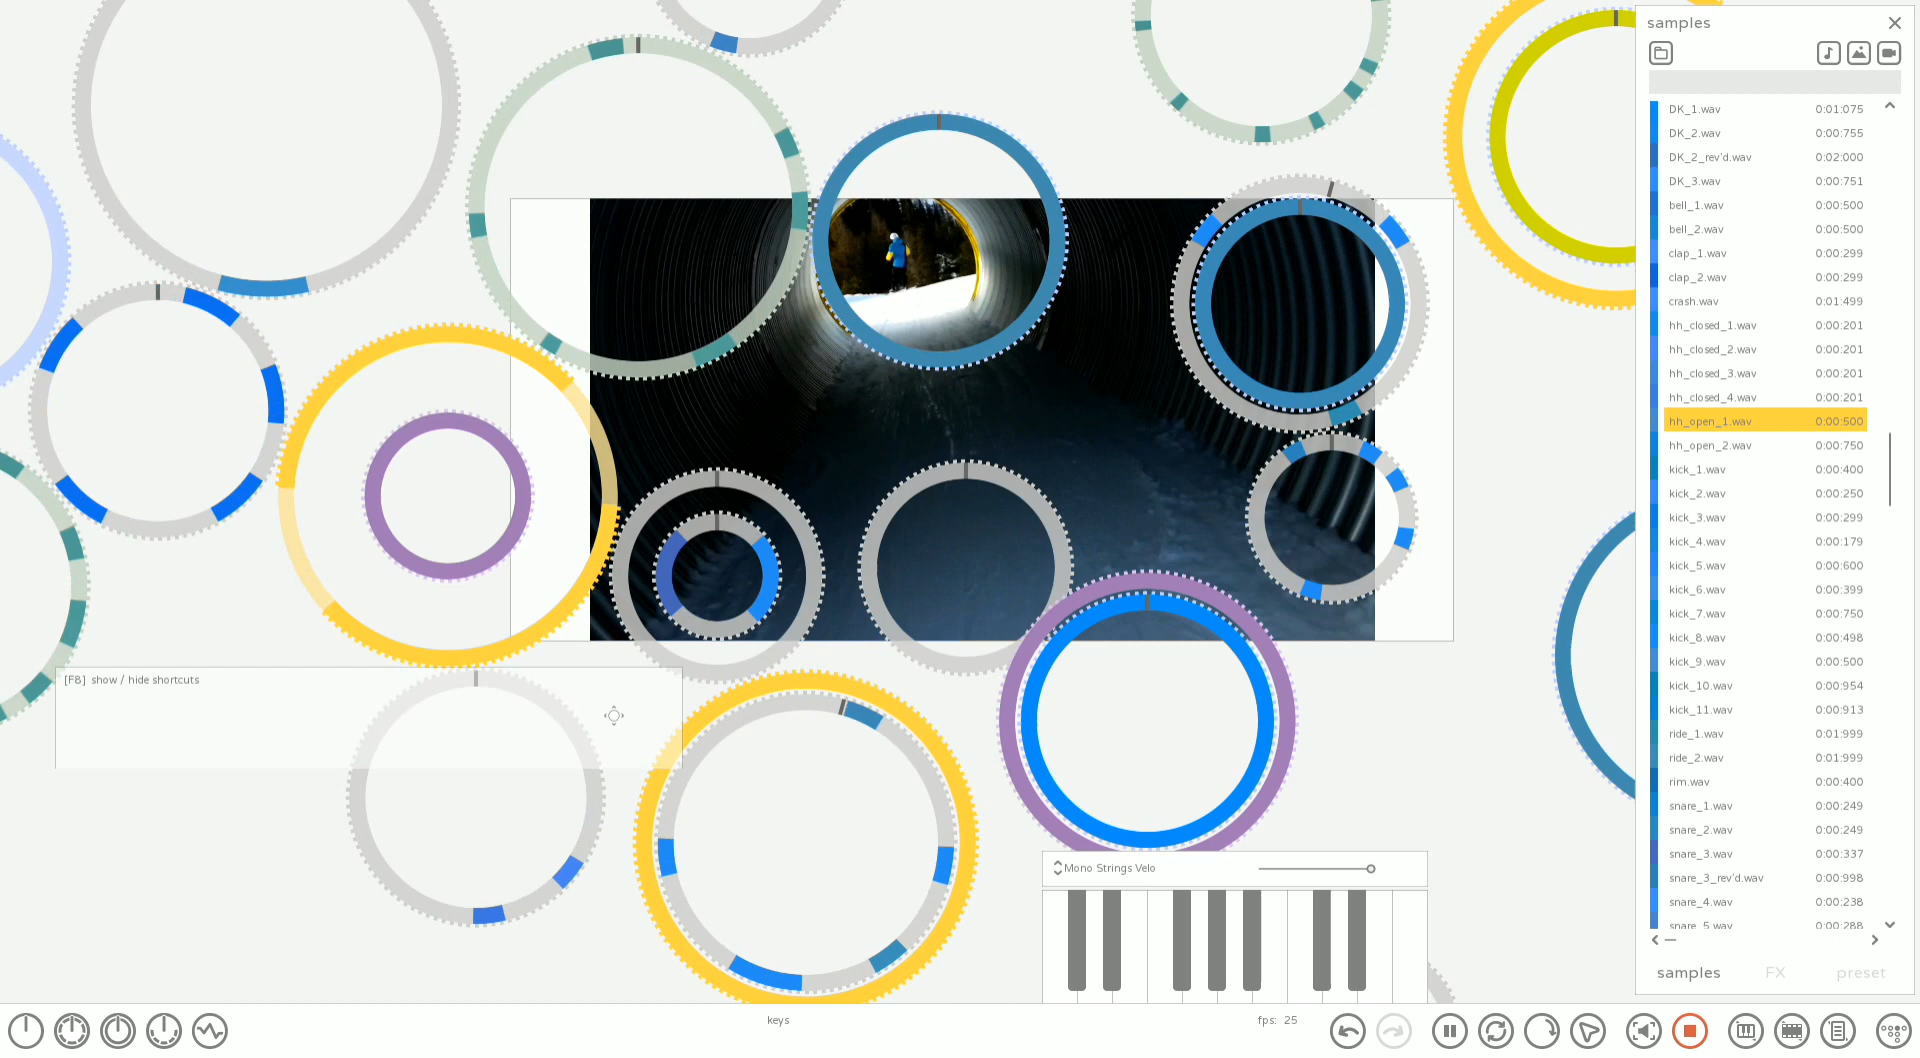 samples
DK_1.wav 0:01:075
DK_2.wav 0:00:755
DK_2_rev'd.wav 0:02:000
DK_3.wav 0:00:751
bell_1.wav 0:00:500
bell_2.wav 0:00:500
clap_1.wav 0:00:299
clap_2.wav 0:00:299
crash.wav 0:01:499
hh_closed_1.wav 0:00:201
hh_closed_2.wav 0:00:201
hh_closed_3.wav 0:00:201
hh_closed_4.wav 0:00:201
hh_open_1.wav 0:00:500
hh_open_2.wav 0:00:750
kick_1.wav 0:00:400
kick_2.wav 0:00:250
kick_3.wav 0:00:299
kick_4.wav 0:00:179
kick_5.wav 0:00:600
kick_6.wav 0:00:399
kick_7.wav 0:00:750
kick_8.wav 0:00:498
kick_9.wav 0:00:500
kick_10.wav 0:00:954
kick_11.wav 0:00:913
ride_1.wav 0:01:999
ride_2.wav 0:01:999
rim.wav 0:00:400
snare_1.wav 0:00:249
snare_2.wav 0:00:249
snare_3.wav 0:00:337
snare_3_rev'd.wav 0:00:998
snare_4.wav 0:00:238
snare_5.wav 0:00:288
samples FX preset
[F8] show / hide shortcuts
Mono Strings Velo
keys
fps: 25